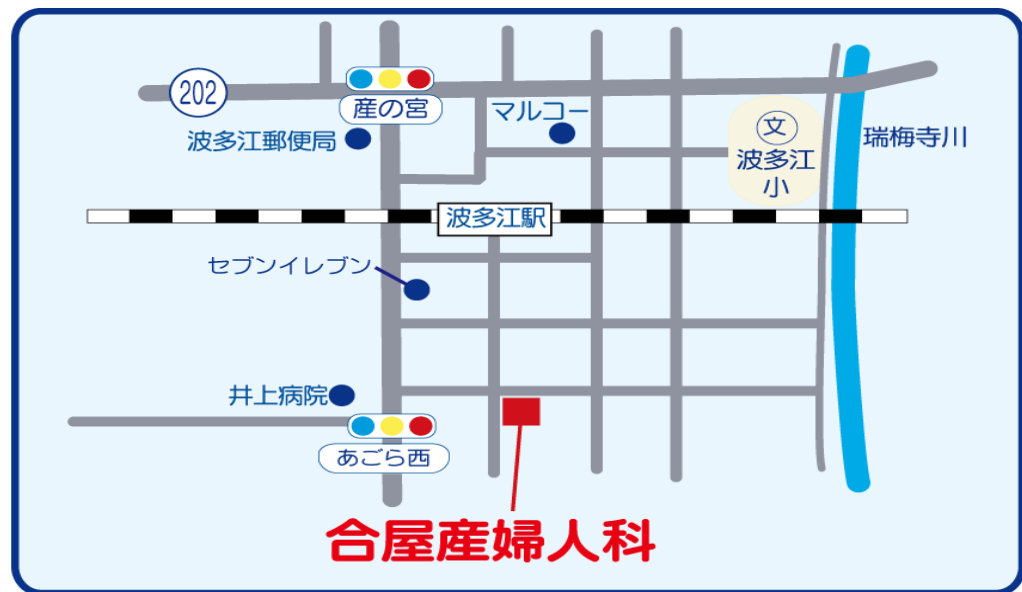 202
産の宮
マルコー
波多江郵便局
文
波多江
小
瑞梅寺川
波多江駅
セブンイレブン
井上病院
あごら西
合屋産婦人科